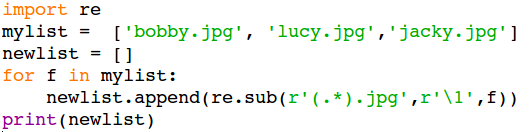 import re
mylist =  ['bobby.jpg', 'lucy.jpg','jacky.jpg']
newlist = []
for f in mylist:
    newlist.append(re.sub(r'(.*).jpg',r'\1',f))
print(newlist)